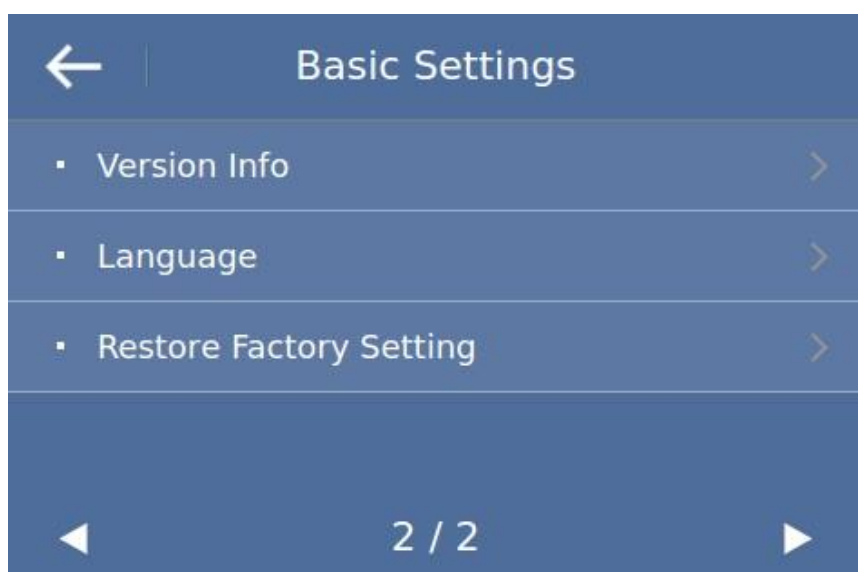 Basic Settings
Version Info
Language
Restore Factory Setting
2 / 2